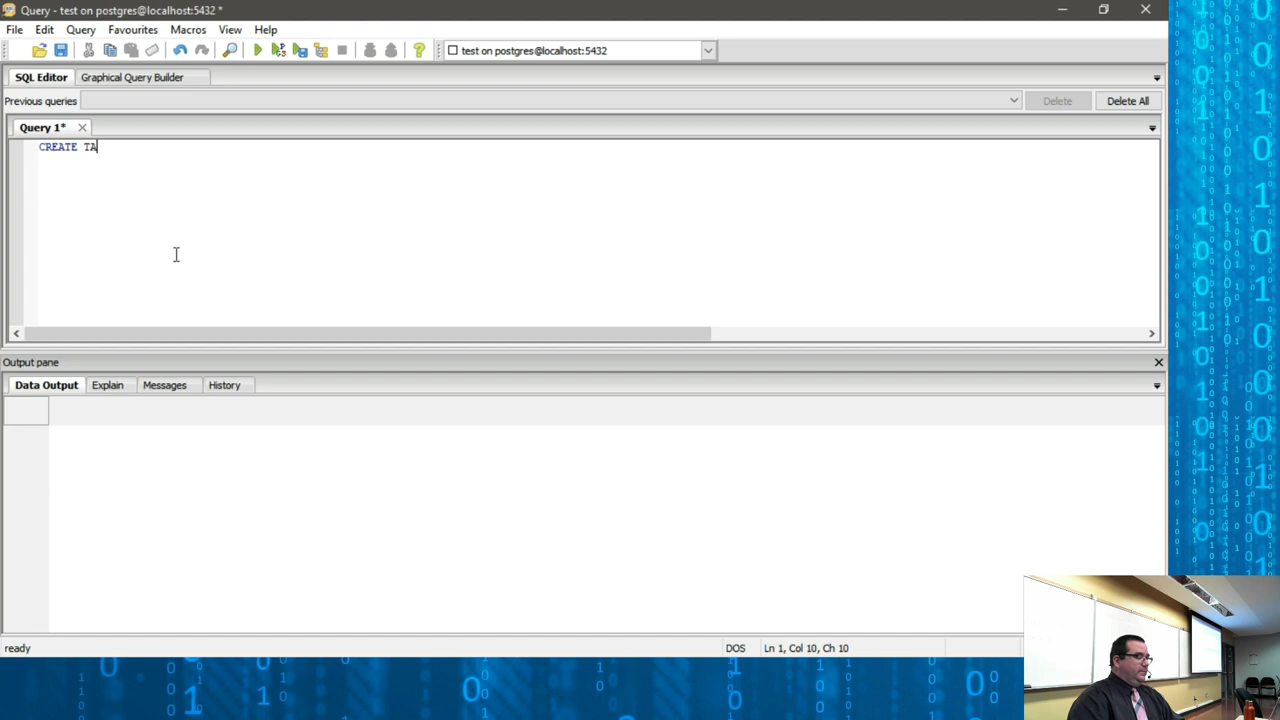 Query - test on postgres@localhost:5432 *
File Edit Query Favourites Macros View Help
test on postgres@localhost:5432
SQL Editor Graphical Query Builder
Previous queries Delete Delete All
Query 1*
CREATE TA
Output pane
Data Output Explain Messages History
ready DOS Ln 1, Col 10, Ch 10